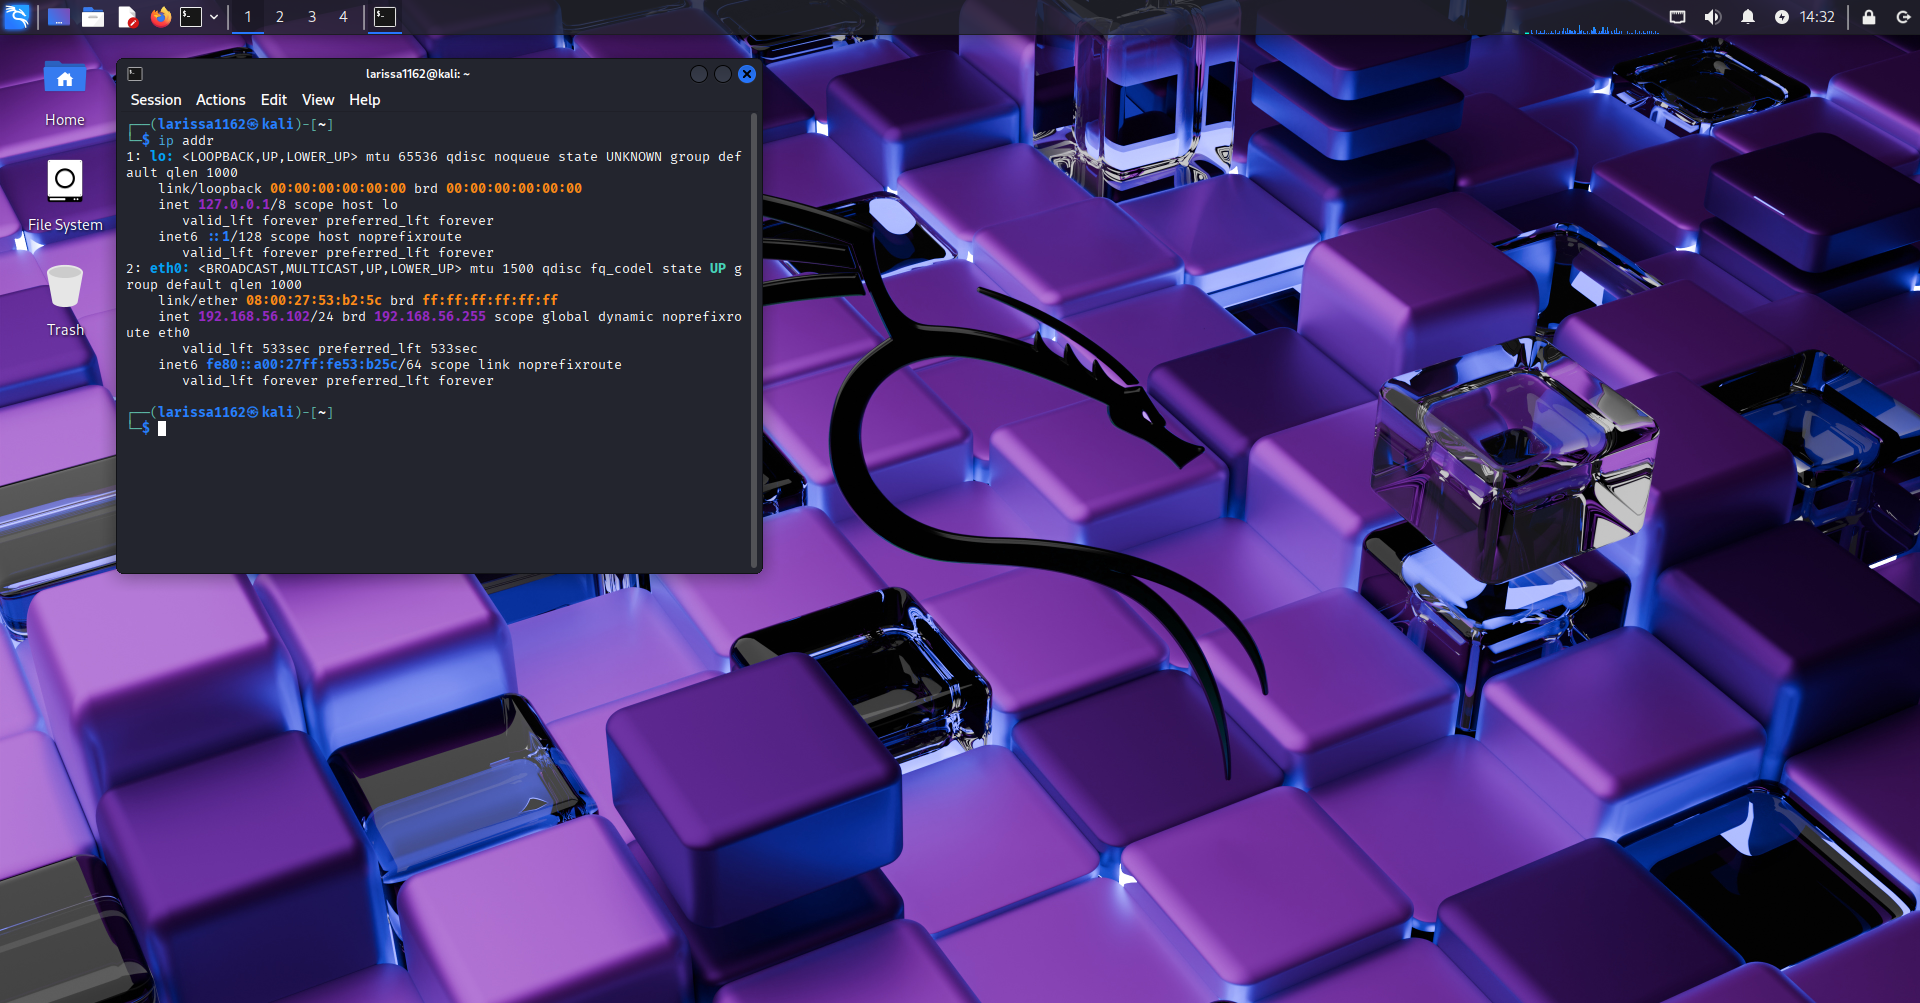 1 2 3 4
14:32
Home
File System
Trash
larissa1162@kali: ~
Session Actions Edit View Help
┌──(larissa1162㉿kali)-[~]
└─$ ip addr
1: lo: <LOOPBACK,UP,LOWER_UP> mtu 65536 qdisc noqueue state UNKNOWN group def
ault qlen 1000
    link/loopback 00:00:00:00:00:00 brd 00:00:00:00:00:00
    inet 127.0.0.1/8 scope host lo
       valid_lft forever preferred_lft forever
    inet6 ::1/128 scope host noprefixroute
       valid_lft forever preferred_lft forever
2: eth0: <BROADCAST,MULTICAST,UP,LOWER_UP> mtu 1500 qdisc fq_codel state UP g
roup default qlen 1000
    link/ether 08:00:27:53:b2:5c brd ff:ff:ff:ff:ff:ff
    inet 192.168.56.102/24 brd 192.168.56.255 scope global dynamic noprefixro
ute eth0
       valid_lft 533sec preferred_lft 533sec
    inet6 fe80::a00:27ff:fe53:b25c/64 scope link noprefixroute
       valid_lft forever preferred_lft forever
┌──(larissa1162㉿kali)-[~]
└─$